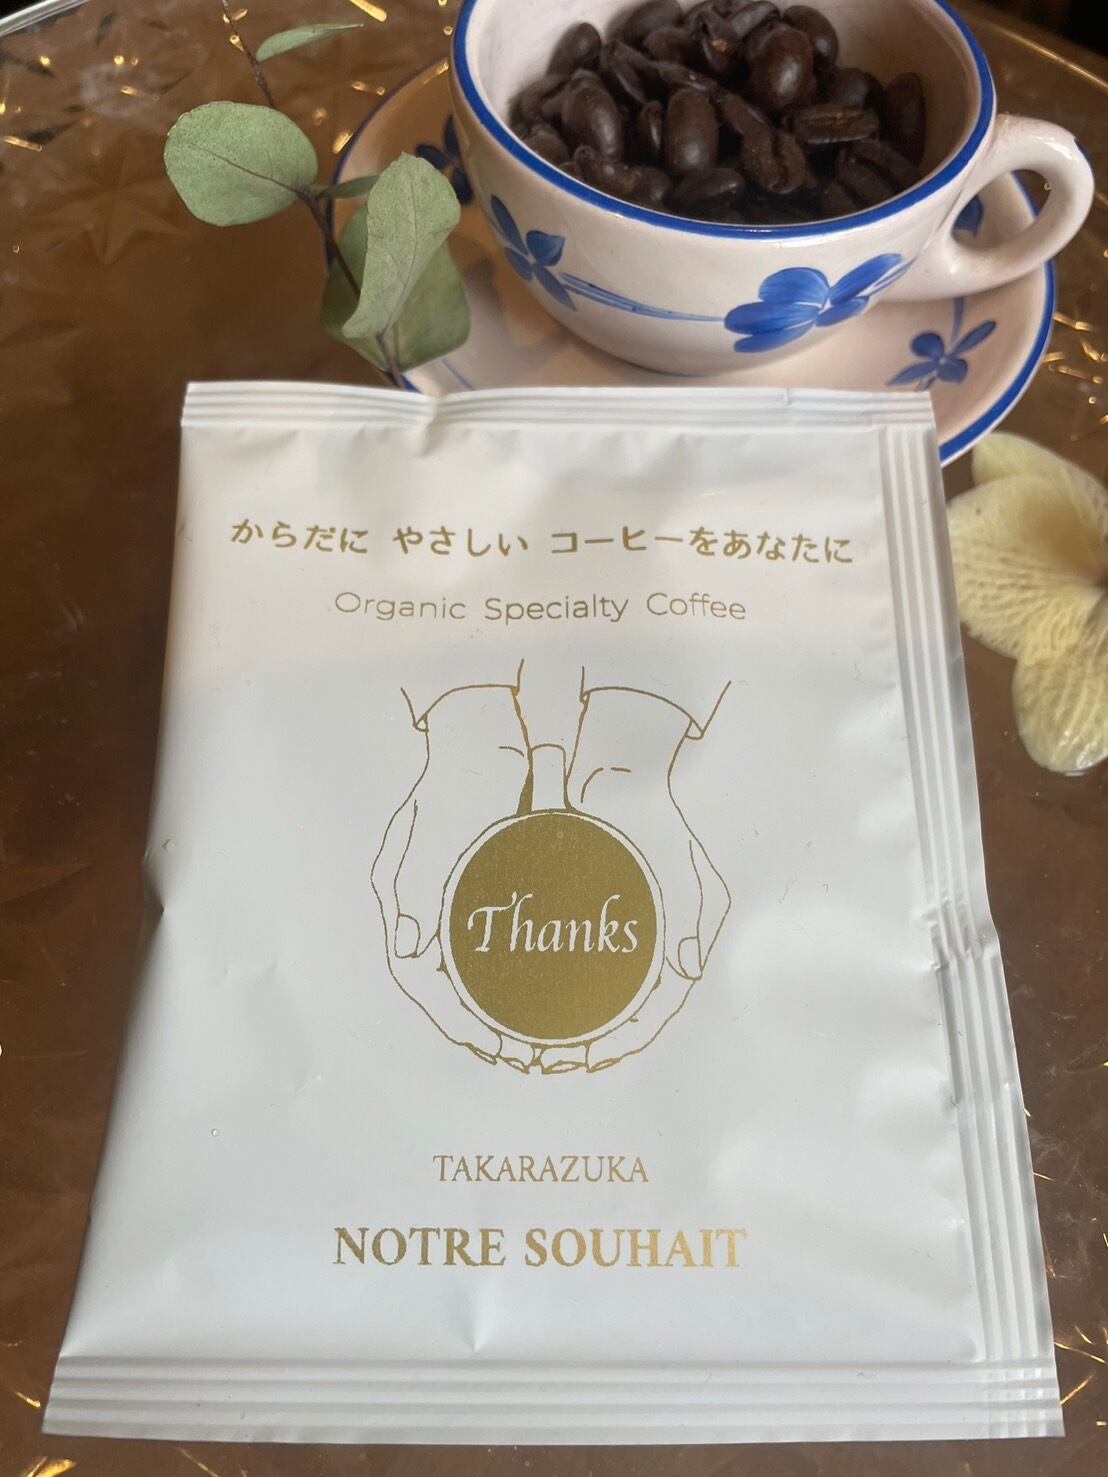 からだに やさしい コーヒーをあなたに
Organic Specialty Coffee
Thanks
TAKARAZUKA
NOTRE SOUHAIT